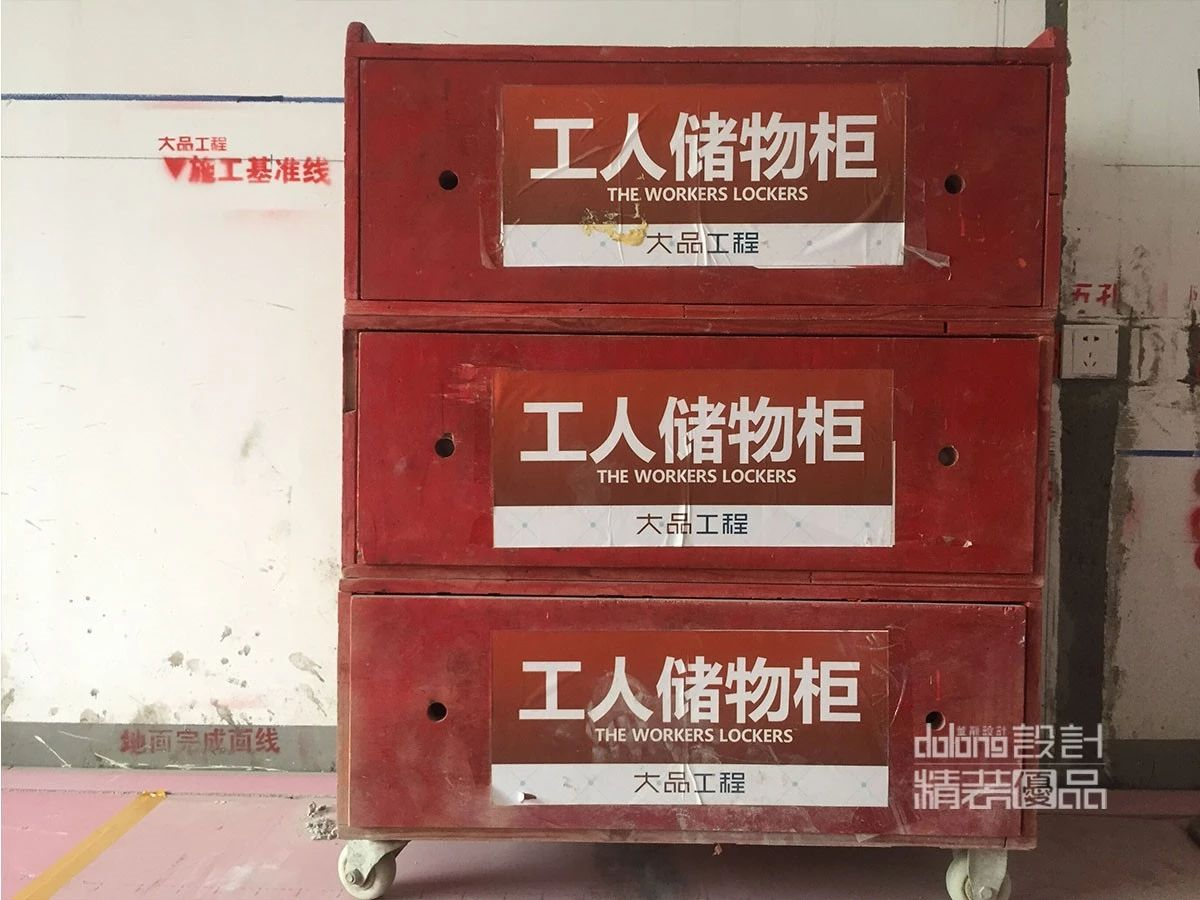 大品工程
▼施工基准线
工人储物柜
THE WORKERS LOCKERS
大品工程
五孔
工人储物柜
THE WORKERS LOCKERS
大品工程
工人储物柜
THE WORKERS LOCKERS
大品工程
地面完成面线
dolong設計
精装優品